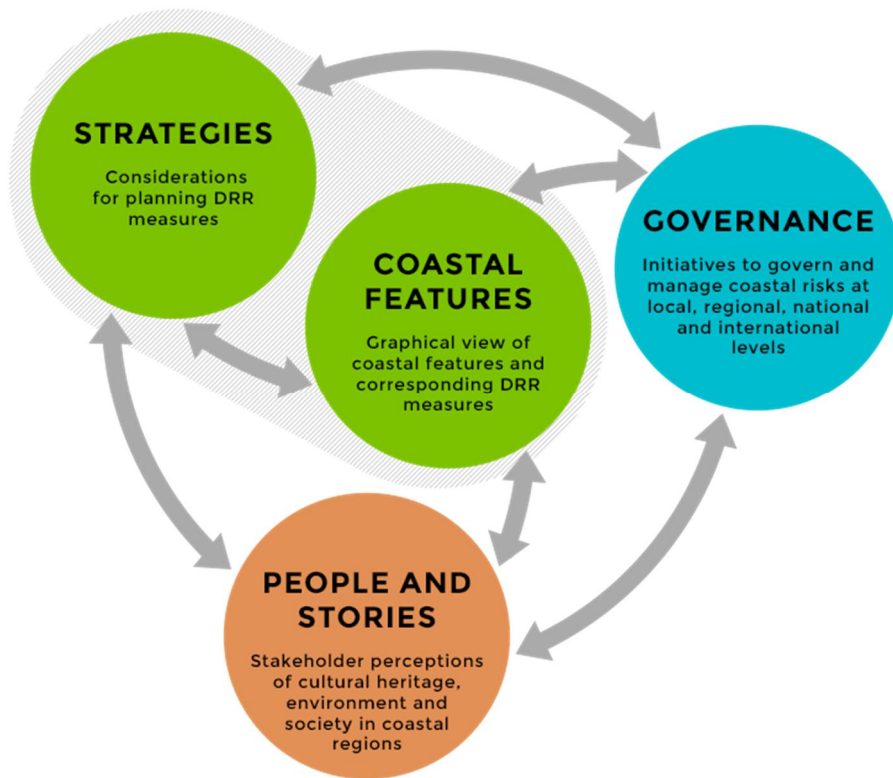 STRATEGIES
Considerations
for planning DRR
measures
COASTAL
FEATURES
Graphical view of
coastal features and
corresponding DRR
measures
GOVERNANCE
Initiatives to govern and
manage coastal risks at
local, regional, national
and international
levels
PEOPLE AND
STORIES
Stakeholder perceptions
of cultural heritage,
environment and
society in coastal
regions